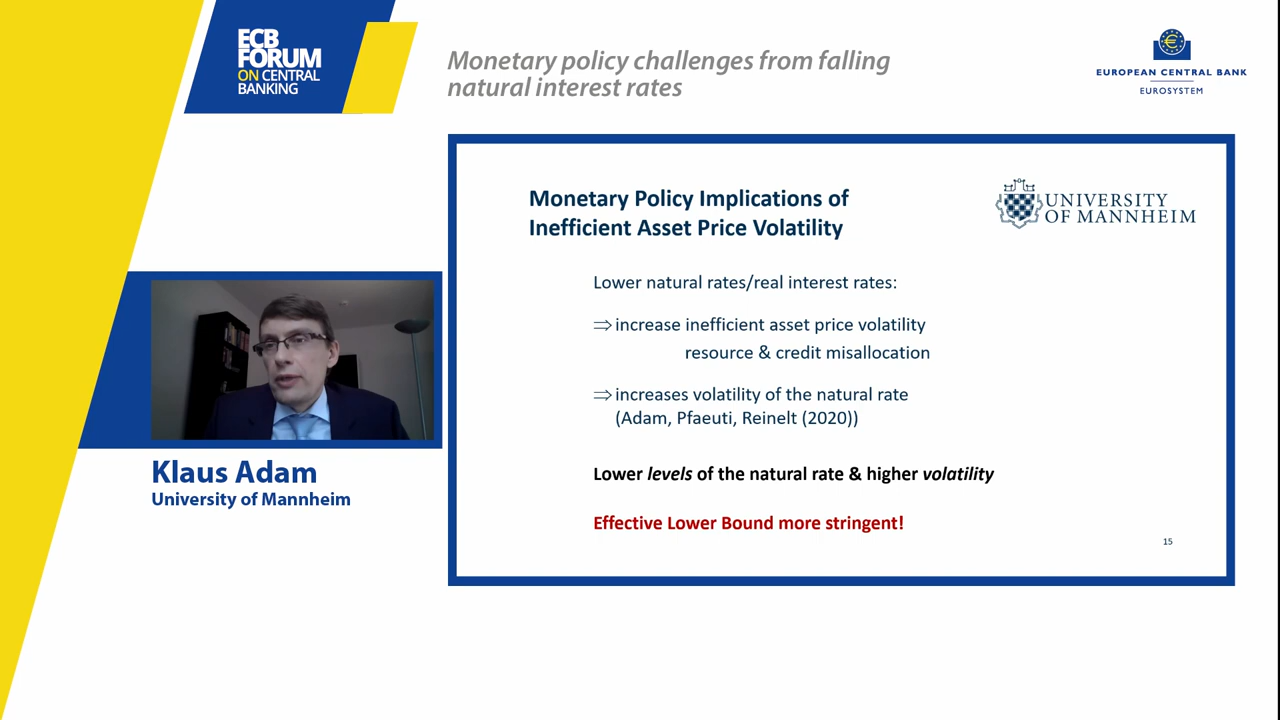 ECB
FORUM
ON CENTRAL
BANKING
Monetary policy challenges from falling
natural interest rates
EUROPEAN CENTRAL BANK
EUROSYSTEM
Monetary Policy Implications of
Inefficient Asset Price Volatility
UNIVERSITY
OF MANNHEIM
Lower natural rates/real interest rates:
⇒ increase inefficient asset price volatility
resource & credit misallocation
⇒ increases volatility of the natural rate
(Adam, Pfaeuti, Reinelt (2020))
Lower levels of the natural rate & higher volatility
Effective Lower Bound more stringent!
15
Klaus Adam
University of Mannheim